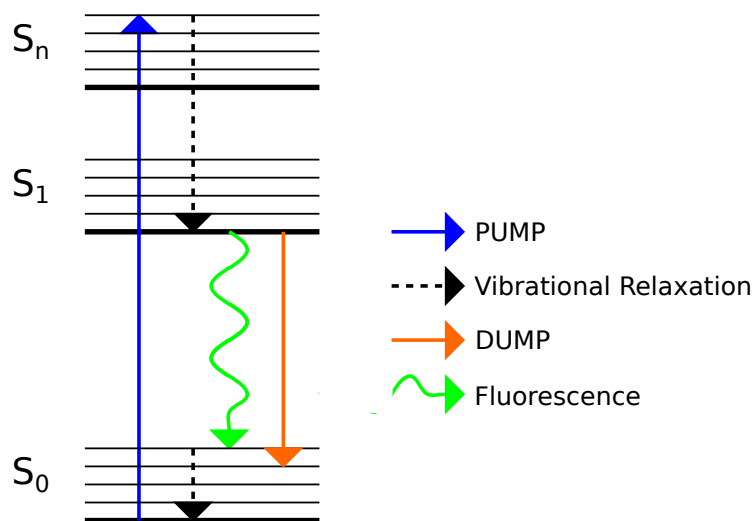 Sₙ
S₁
PUMP
Vibrational Relaxation
DUMP
Fluorescence
S₀